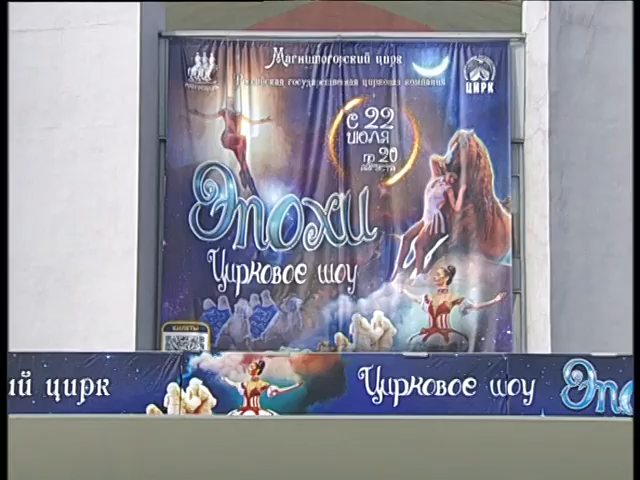 Магнитогорский цирк
Российская государственная цирковая компания
ЦИРК
с 22
июля
по 20
августа
Эпохи
Цирковое шоу
БИЛЕТЫ
ий цирк
Цирковое шоу
Эпо